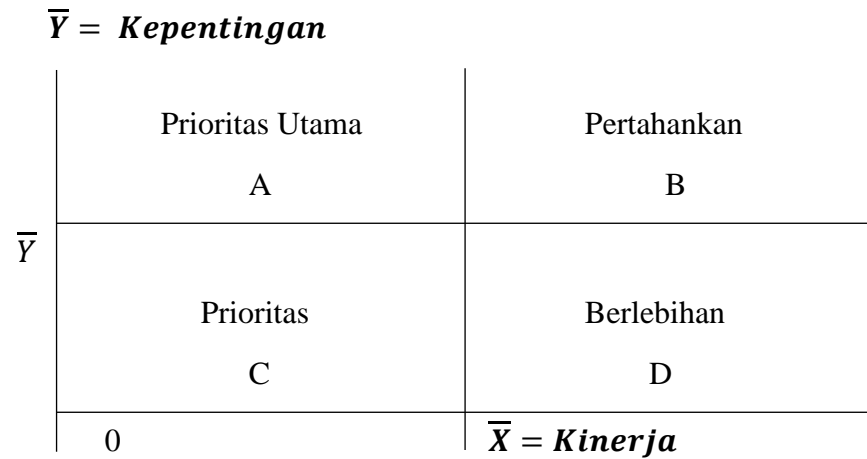 Y̅ = Kepentingan
Prioritas Utama Pertahankan
A B
Y̅
Prioritas Berlebihan
C D
0 X̅ = Kinerja